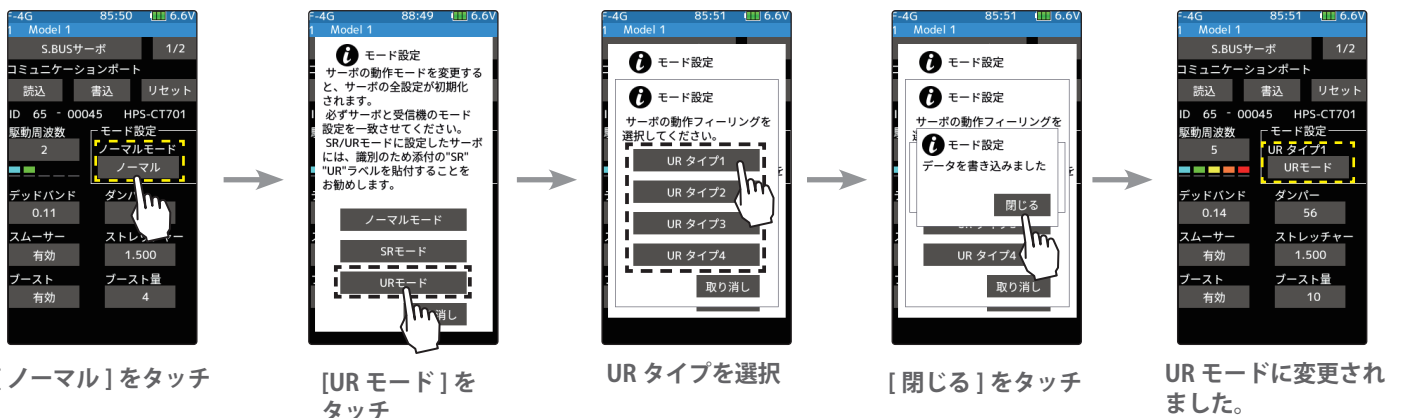 F-4G 85:50 6.6V
1 Model 1
S.BUSサーボ 1/2
コミュニケーションポート
読込 書込 リセット
ID 65 - 00045 HPS-CT701
駆動周波数 モード設定
ノーマルモード
2 ノーマル
デッドバンド ダンパー
0.11
スムーサー ストレッチャー
有効 1.500
ブースト ブースト量
有効 4
[ ノーマル ] をタッチ
F-4G 88:49 6.6V
1 Model 1
モード設定
サーボの動作モードを変更する
と、サーボの全設定が初期化
されます。
必ずサーボと受信機のモード
設定を一致させてください。
SR/URモードに設定したサーボ
には、識別のため添付の"SR"
"UR"ラベルを貼付することを
お勧めします。
ノーマルモード
SRモード
URモード
消し
[UR モード ] を
タッチ
F-4G 85:51 6.6V
1 Model 1
モード設定
モード設定
サーボの動作フィーリングを
選択してください。
UR タイプ1
UR タイプ2
UR タイプ3
UR タイプ4
取り消し
UR タイプを選択
F-4G 85:51 6.6V
1 Model 1
モード設定
モード設定
サーボの動作フィーリングを
モード設定
データを書き込みました
閉じる
UR タイプ4
取り消し
[ 閉じる ] をタッチ
F-4G 85:51 6.6V
1 Model 1
S.BUSサーボ 1/2
コミュニケーションポート
読込 書込 リセット
ID 65 - 00045 HPS-CT701
駆動周波数 モード設定
UR タイプ1
5 URモード
デッドバンド ダンパー
0.14 56
スムーサー ストレッチャー
有効 1.500
ブースト ブースト量
有効 10
UR モードに変更され
ました。